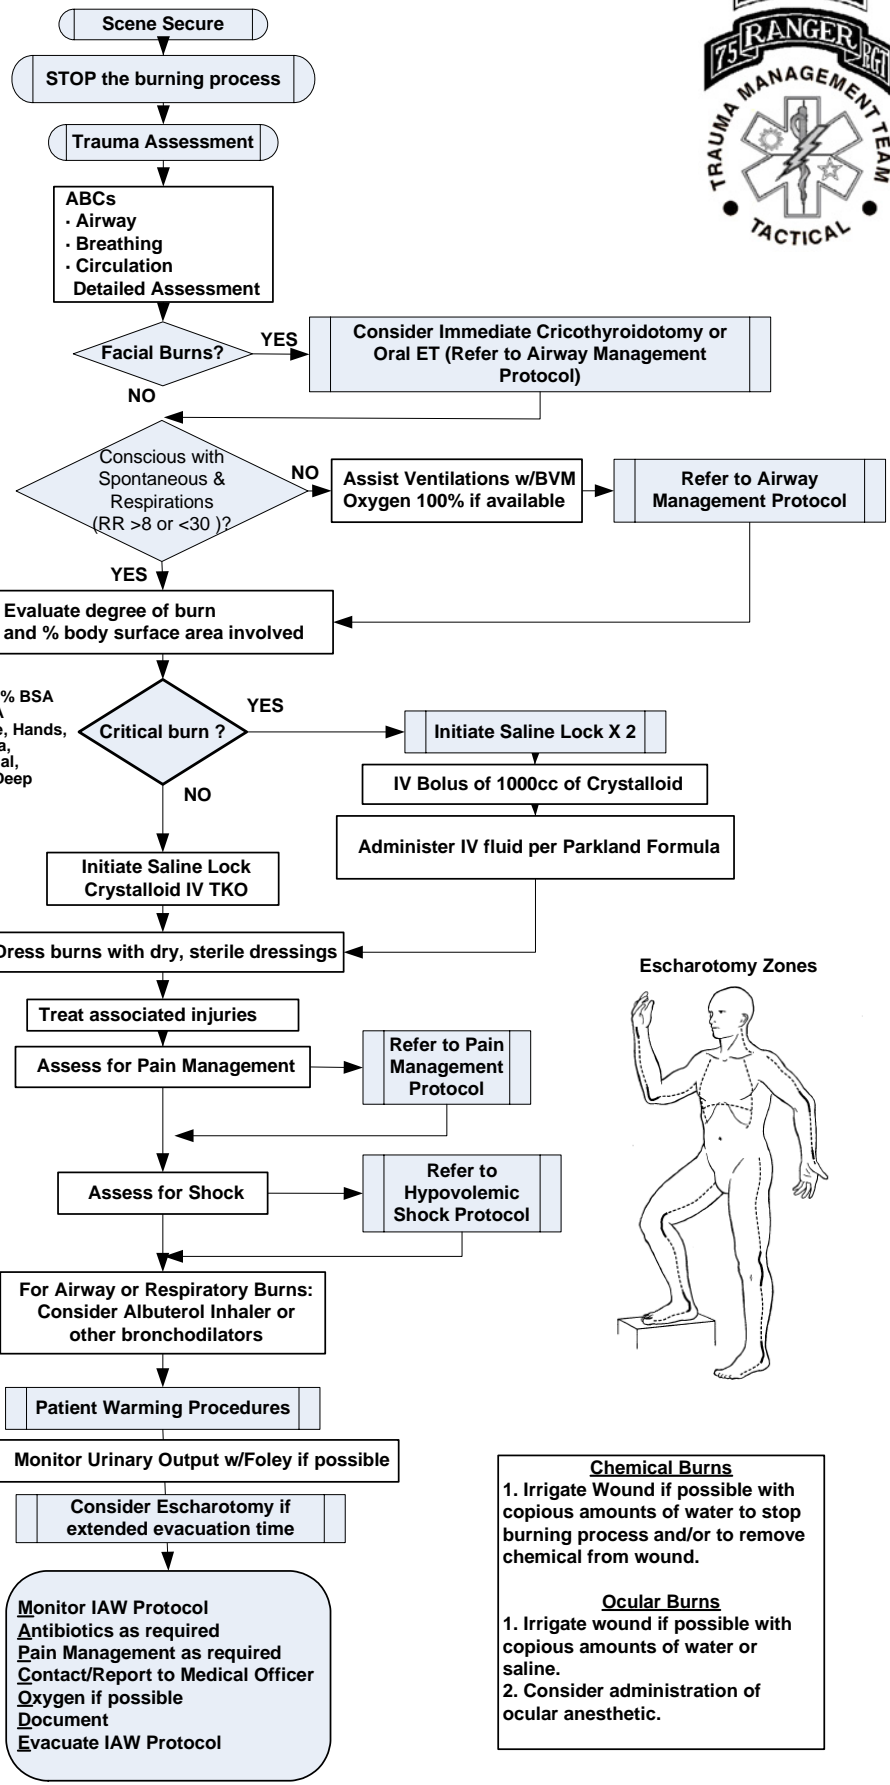 Scene Secure
STOP the burning process
Trauma Assessment
75 RANGER RGT
TRAUMA MANAGEMENT TEAM
TACTICAL
ABCs
· Airway
· Breathing
· Circulation
Detailed Assessment
Facial Burns?
YES
Consider Immediate Cricothyroidotomy or
Oral ET (Refer to Airway Management
Protocol)
NO
Conscious with
Spontaneous &
Respirations
(RR >8 or <30 )?
NO
Assist Ventilations w/BVM
Oxygen 100% if available
Refer to Airway
Management Protocol
YES
Evaluate degree of burn
and % body surface area involved
% BSA
Hands,
Deep
Critical burn ?
YES
Initiate Saline Lock X 2
IV Bolus of 1000cc of Crystalloid
Administer IV fluid per Parkland Formula
NO
Initiate Saline Lock
Crystalloid IV TKO
Dress burns with dry, sterile dressings
Treat associated injuries
Assess for Pain Management
Refer to Pain
Management
Protocol
Assess for Shock
Refer to
Hypovolemic
Shock Protocol
For Airway or Respiratory Burns:
Consider Albuterol Inhaler or
other bronchodilators
Patient Warming Procedures
Monitor Urinary Output w/Foley if possible
Consider Escharotomy if
extended evacuation time
Monitor IAW Protocol
Antibiotics as required
Pain Management as required
Contact/Report to Medical Officer
Oxygen if possible
Document
Evacuate IAW Protocol
Escharotomy Zones
Chemical Burns
1. Irrigate Wound if possible with
copious amounts of water to stop
burning process and/or to remove
chemical from wound.
Ocular Burns
1. Irrigate wound if possible with
copious amounts of water or
saline.
2. Consider administration of
ocular anesthetic.